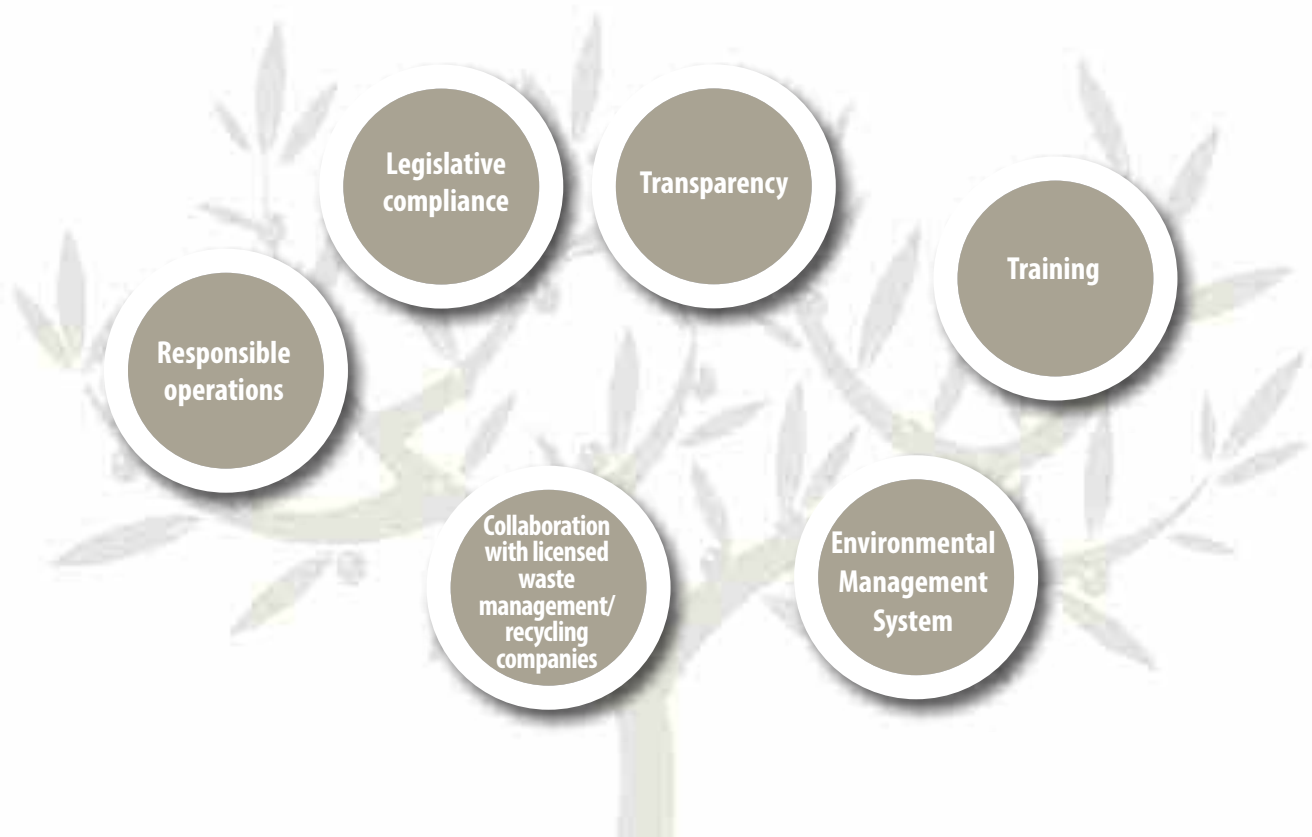 Legislative
compliance
Transparency
Training
Responsible
operations
Collaboration
with licensed
waste
management/
recycling
companies
Environmental
Management
System